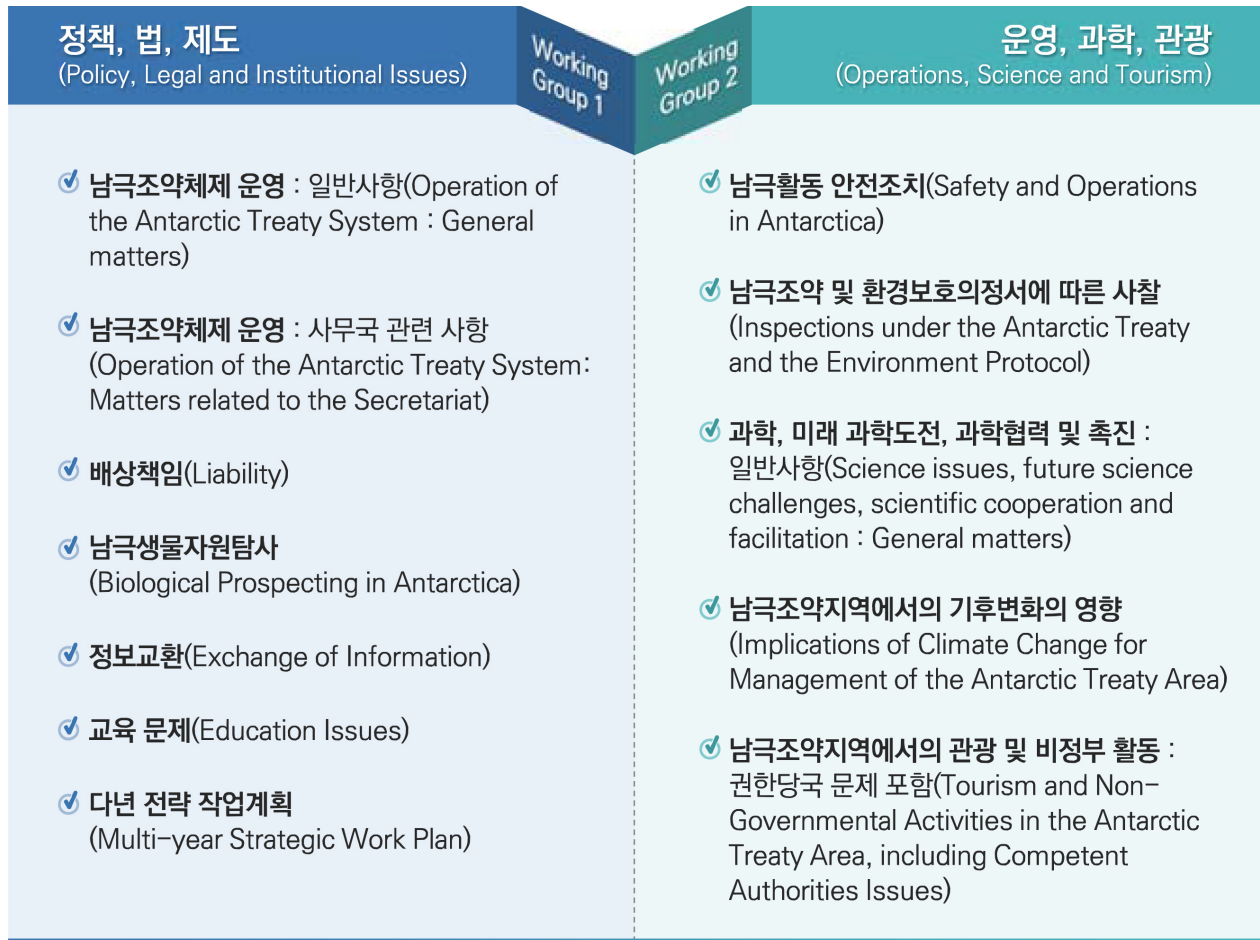 정책, 법, 제도
(Policy, Legal and Institutional Issues)
Working
Group 1
Working
Group 2
운영, 과학, 관광
(Operations, Science and Tourism)
남극조약체제 운영 : 일반사항(Operation of
the Antarctic Treaty System : General
matters)
남극조약체제 운영 : 사무국 관련 사항
(Operation of the Antarctic Treaty System:
Matters related to the Secretariat)
배상책임(Liability)
남극생물자원탐사
(Biological Prospecting in Antarctica)
정보교환(Exchange of Information)
교육 문제(Education Issues)
다년 전략 작업계획
(Multi-year Strategic Work Plan)
남극활동 안전조치(Safety and Operations
in Antarctica)
남극조약 및 환경보호의정서에 따른 사찰
(Inspections under the Antarctic Treaty
and the Environment Protocol)
과학, 미래 과학도전, 과학협력 및 촉진 :
일반사항(Science issues, future science
challenges, scientific cooperation and
facilitation : General matters)
남극조약지역에서의 기후변화의 영향
(Implications of Climate Change for
Management of the Antarctic Treaty Area)
남극조약지역에서의 관광 및 비정부 활동 :
권한당국 문제 포함(Tourism and Non-
Governmental Activities in the Antarctic
Treaty Area, including Competent
Authorities Issues)